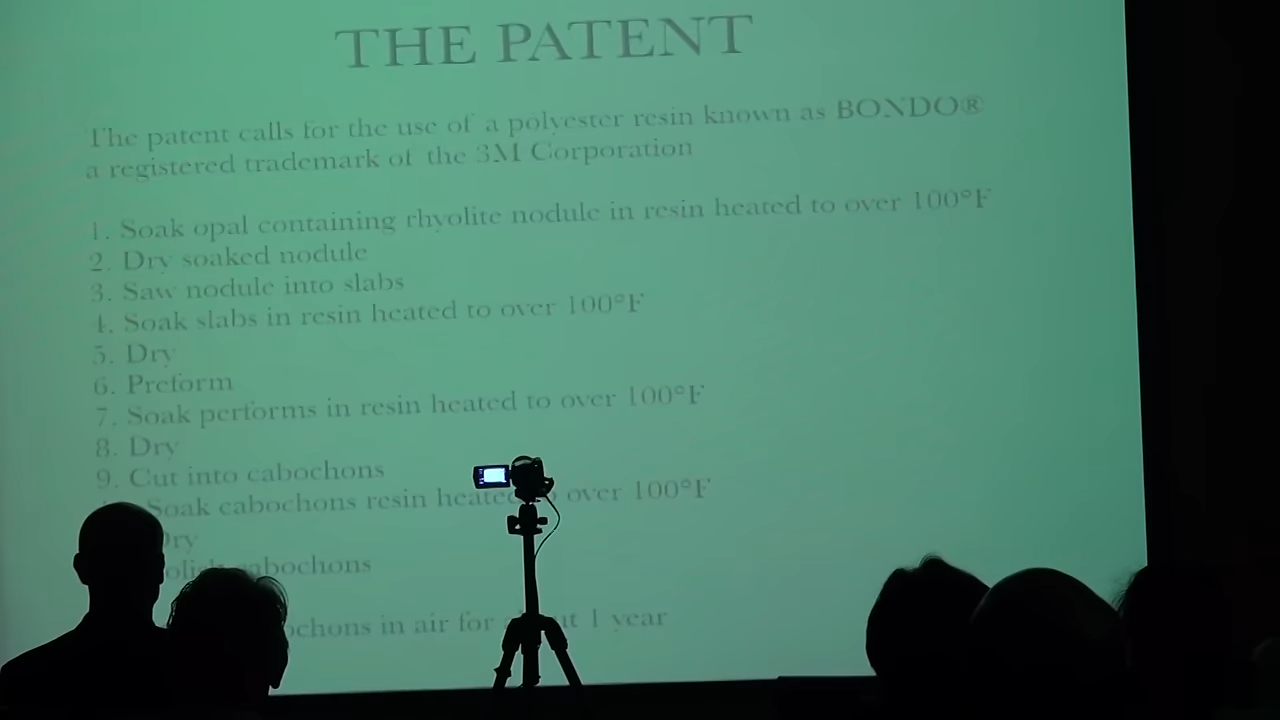 THE PATENT
The patent calls for the use of a polyester resin known as BONDO®
a registered trademark of the 3M Corporation
1. Soak opal containing rhyolite nodule in resin heated to over 100°F
2. Dry soaked nodule
3. Saw nodule into slabs
4. Soak slabs in resin heated to over 100°F
5. Dry
6. Preform
7. Soak performs in resin heated to over 100°F
8. Dry
9. Cut into cabochons
Soak cabochons resin heated over 100°F
Dry
cabochons
in air for 1 year